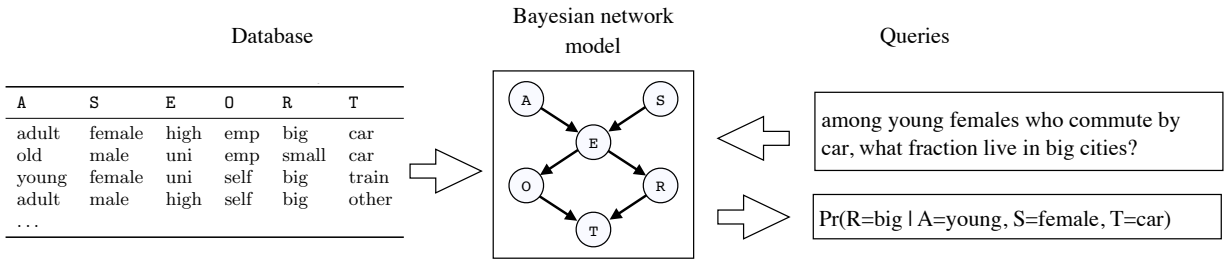 Database
Bayesian network
model
Queries
A S E O R T
adult female high emp big car
old male uni emp small car
young female uni self big train
adult male high self big other
...
A S
E
O R
T
among young females who commute by
car, what fraction live in big cities?
Pr(R=big | A=young, S=female, T=car)